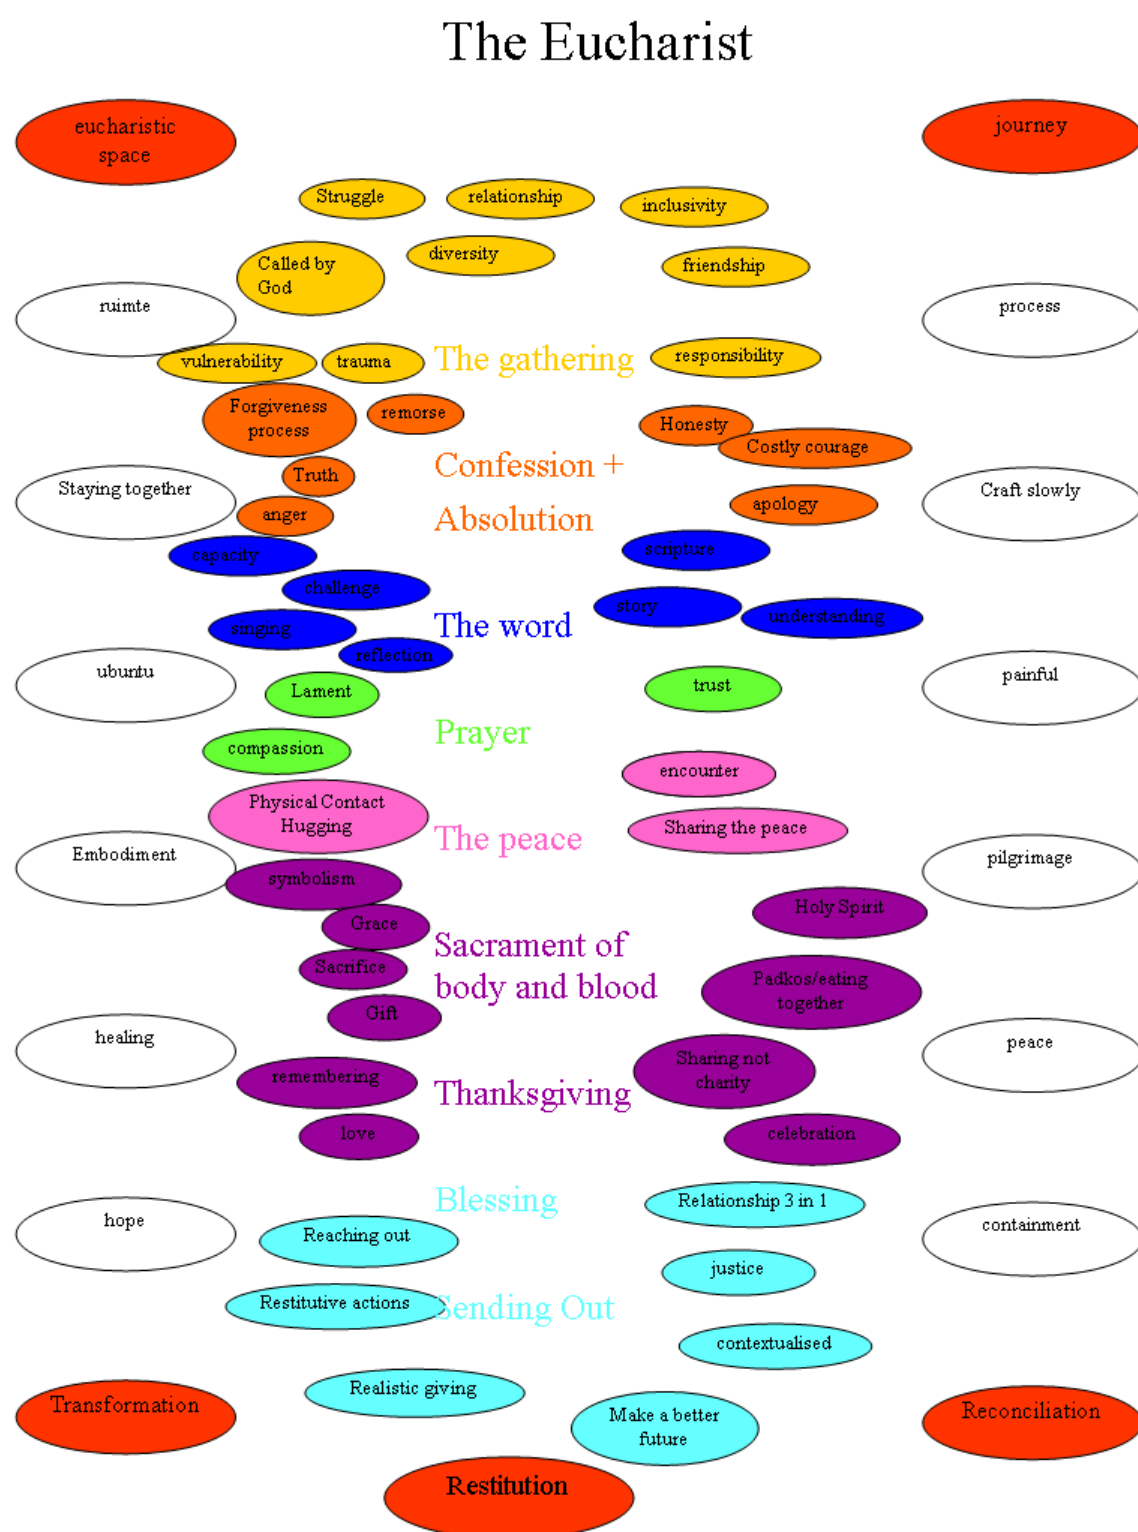 The Eucharist
eucharistic
space
journey
Struggle
relationship
inclusivity
diversity
friendship
Called by
God
ruimte
process
vulnerability
trauma
The gathering
responsibility
Forgiveness
process
remorse
Honesty
Costly courage
Confession +
Truth
Staying together
Craft slowly
anger
Absolution
apology
capacity
scripture
challenge
story
understanding
singing
The word
reflection
ubuntu
Lament
trust
painful
Prayer
compassion
encounter
Physical Contact
Hugging
The peace
Sharing the peace
Embodiment
pilgrimage
symbolism
Holy Spirit
Grace
Sacrament of
body and blood
Sacrifice
Padkos/eating
together
Gift
healing
peace
Sharing not
charity
remembering
Thanksgiving
love
celebration
Blessing
Relationship 3 in 1
hope
containment
Reaching out
justice
Restitutive actions
Sending Out
contextualised
Realistic giving
Transformation
Reconciliation
Make a better
future
Restitution